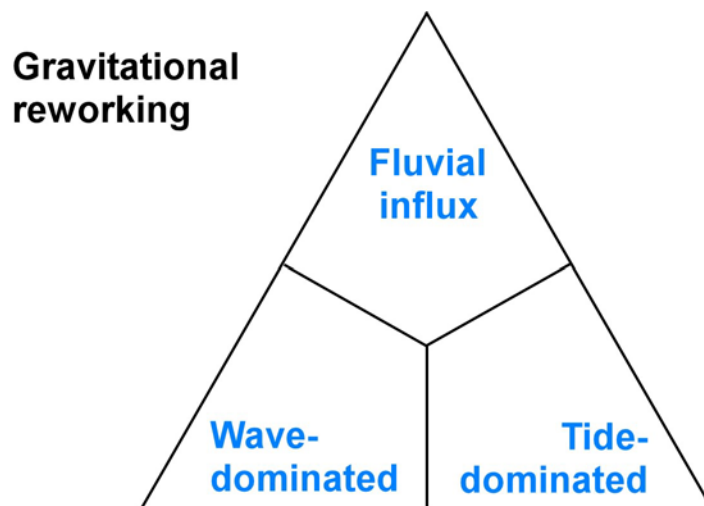 Gravitational
reworking
Fluvial
influx
Wave-
dominated
Tide-
dominated